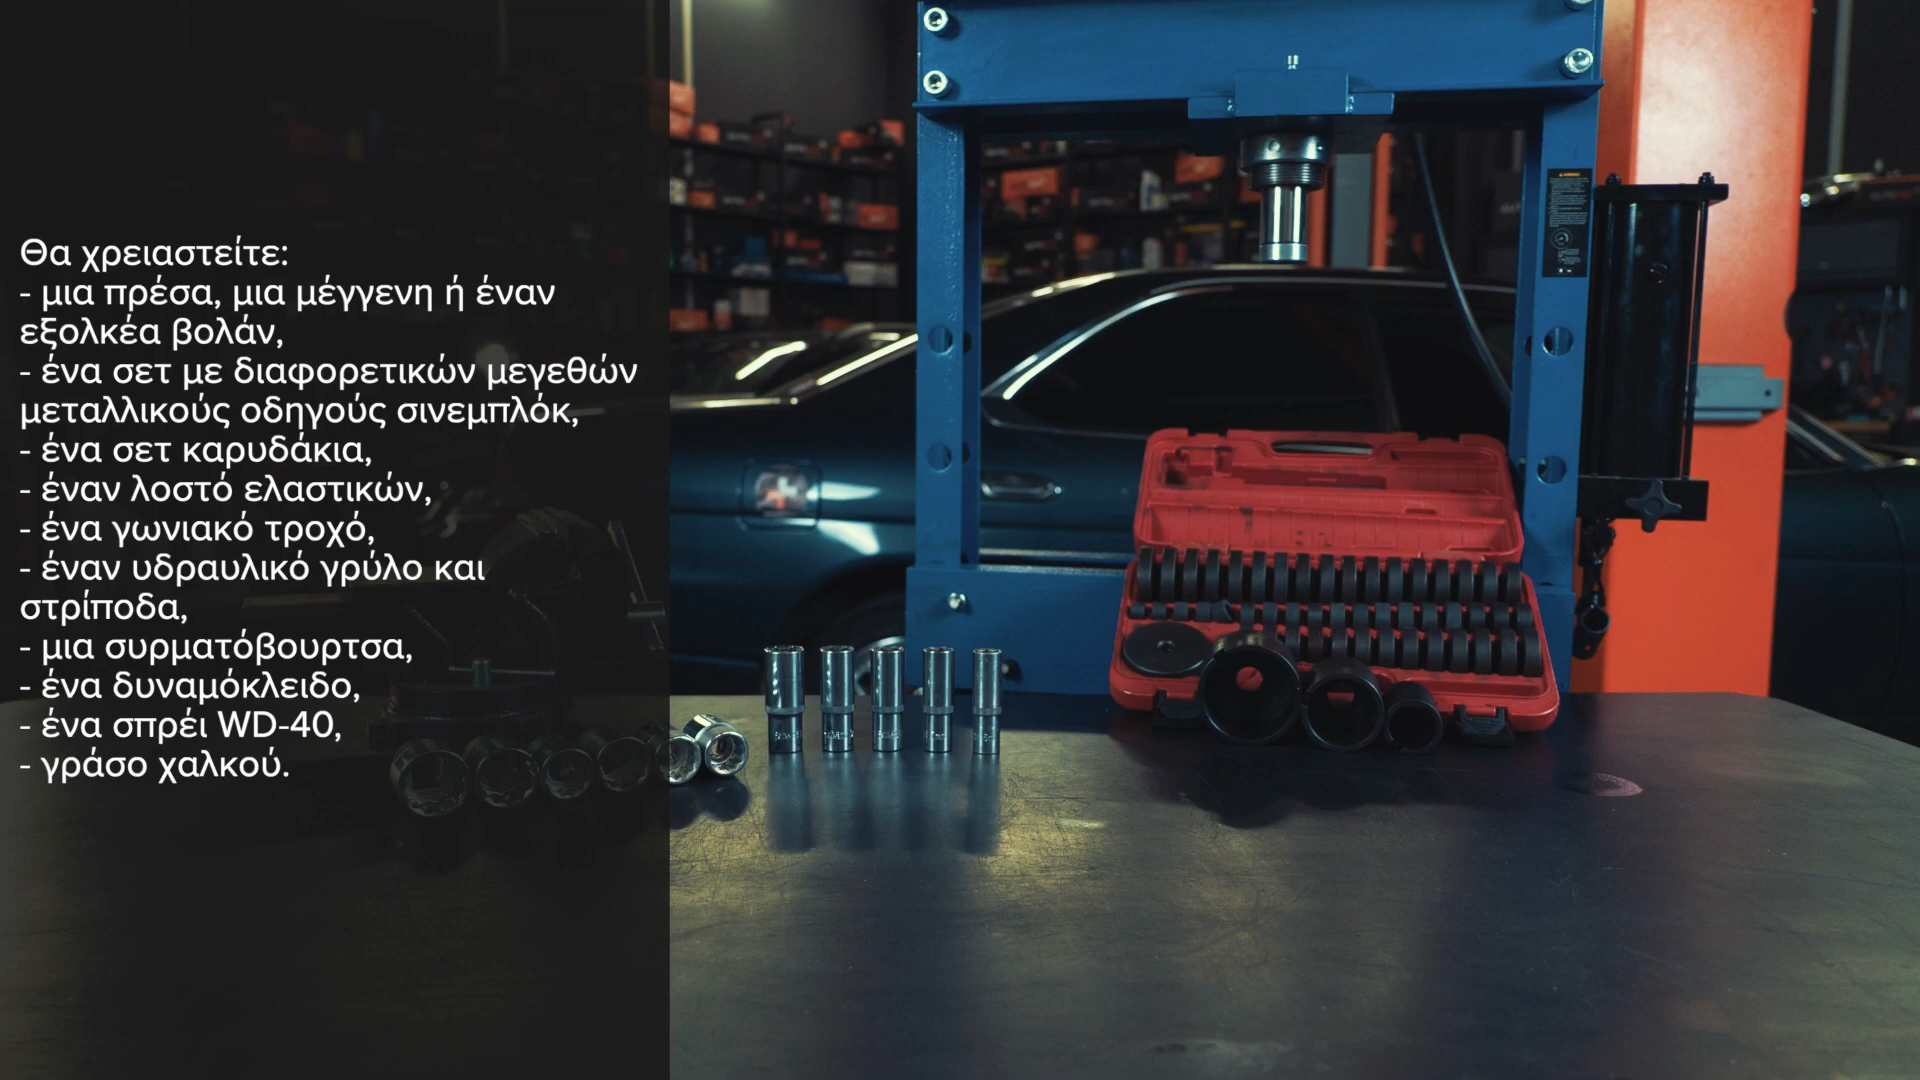 Θα χρειαστείτε:
- μια πρέσα, μια μέγγενη ή έναν
εξολκέα βολάν,
- ένα σετ με διαφορετικών μεγεθών
μεταλλικούς οδηγούς σινεμπλόκ,
- ένα σετ καρυδάκια,
- έναν λοστό ελαστικών,
- ένα γωνιακό τροχό,
- έναν υδραυλικό γρύλο και
στρίποδα,
- μια συρματόβουρτσα,
- ένα δυναμόκλειδο,
- ένα σπρέι WD-40,
- γράσο χαλκού.